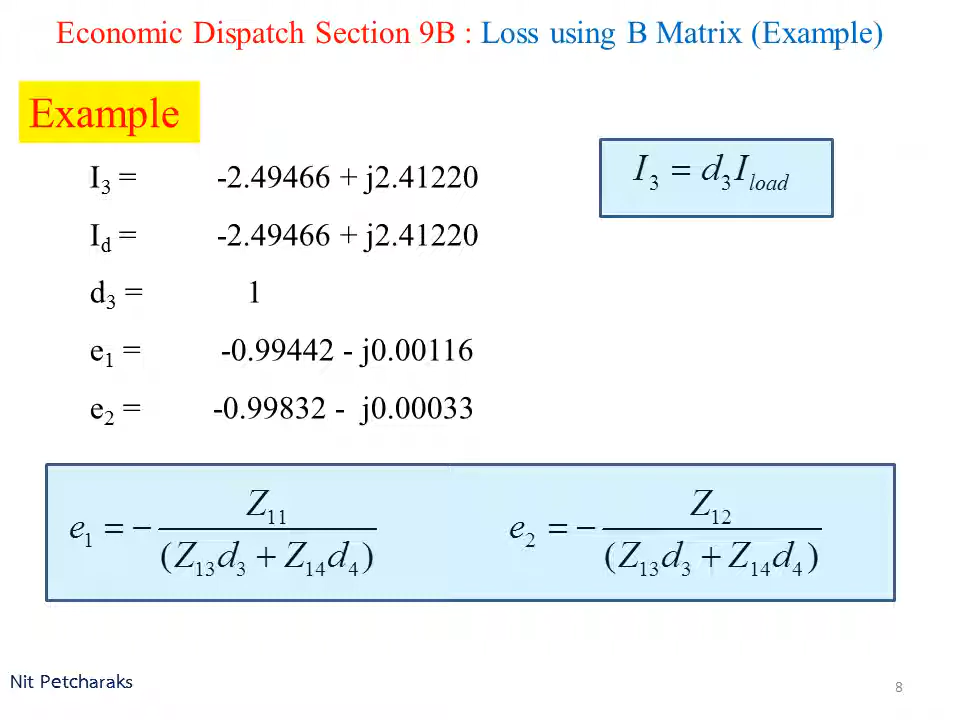 Economic Dispatch Section 9B : Loss using B Matrix (Example)
Example
I₃ = -2.49466 + j2.41220
I₃ = d₃I_load
I_d = -2.49466 + j2.41220
d₃ = 1
e₁ = -0.99442 - j0.00116
e₂ = -0.99832 - j0.00033
e₁ = − Z₁₁ / (Z₁₃d₃ + Z₁₄d₄)
e₂ = − Z₁₂ / (Z₁₃d₃ + Z₁₄d₄)
Nit Petcharaks
8